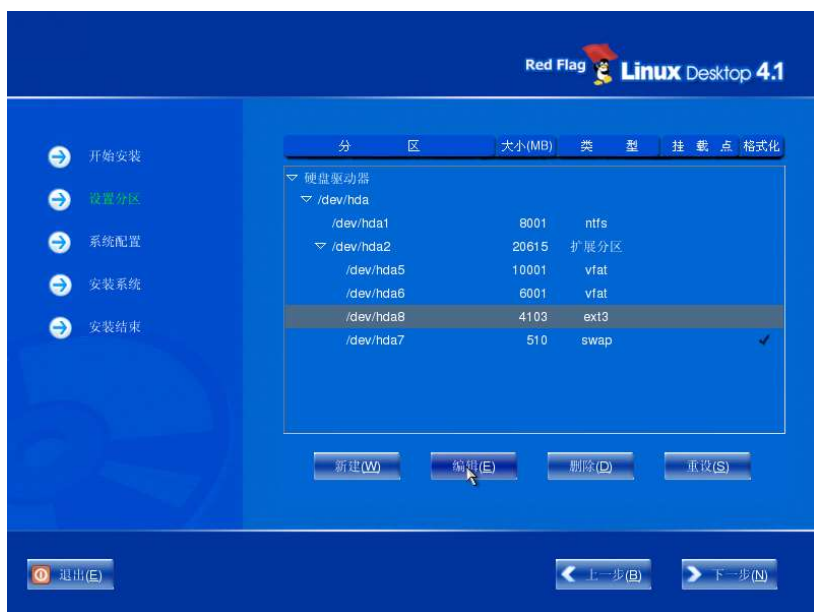 Red Flag Linux Desktop 4.1
开始安装
设置分区
系统配置
安装系统
安装结束
分 区 大小(MB) 类 型 挂 载 点 格式化
硬盘驱动器
/dev/hda
/dev/hda1 8001 ntfs
/dev/hda2 20615 扩展分区
/dev/hda5 10001 vfat
/dev/hda6 6001 vfat
/dev/hda8 4103 ext3
/dev/hda7 510 swap
新建(W) 编辑(E) 删除(D) 重设(S)
退出(E) 上一步(B) 下一步(N)